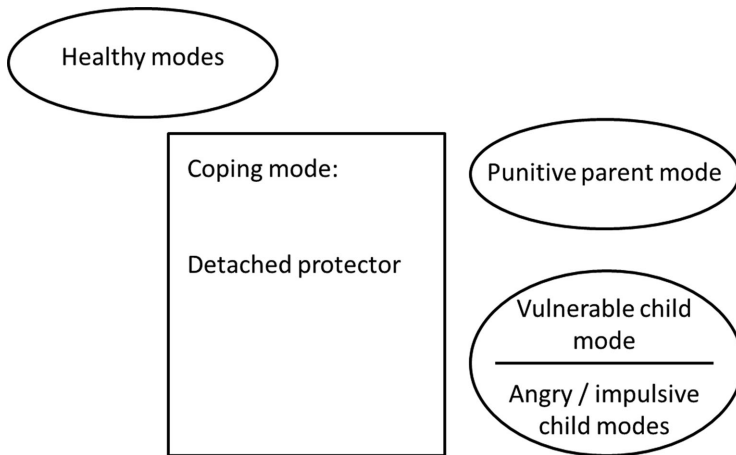 Healthy modes
Coping mode:
Punitive parent mode
Detached protector
Vulnerable child
mode
Angry / impulsive
child modes